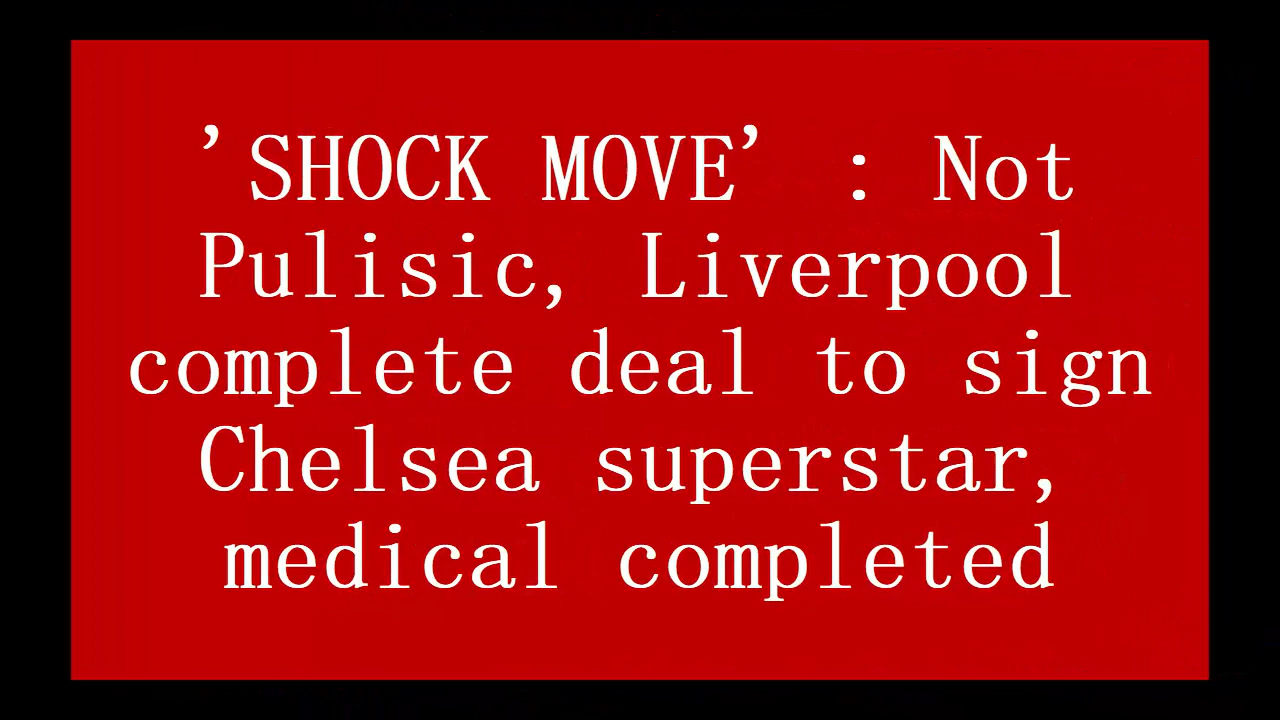 ’SHOCK MOVE’ : Not
Pulisic, Liverpool
complete deal to sign
Chelsea superstar,
medical completed